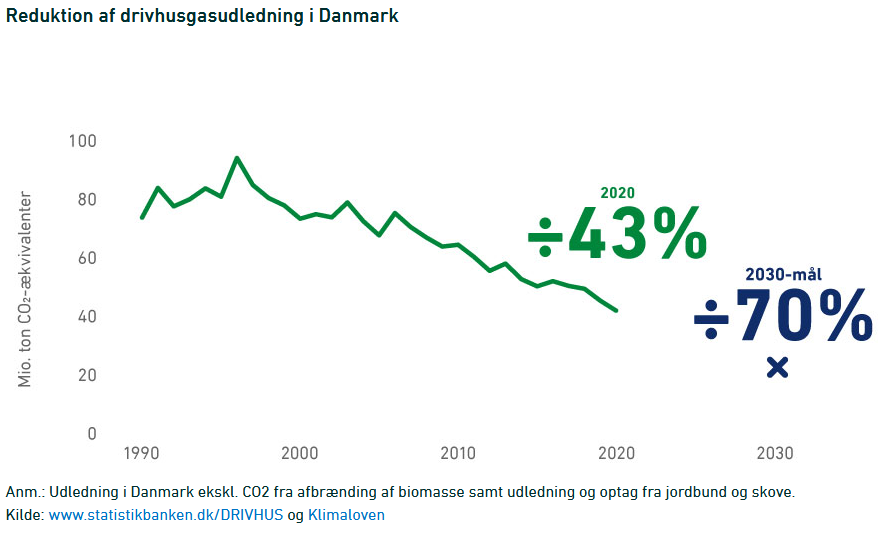 Reduktion af drivhusgasudledning i Danmark
Mio. ton CO₂-ækvivalenter
100
80
60
40
20
0
2020
÷43%
2030-mål
÷70%
1990
2000
2010
2020
2030
Anm.: Udledning i Danmark ekskl. CO2 fra afbrænding af biomasse samt udledning og optag fra jordbund og skove.
Kilde: www.statistikbanken.dk/DRIVHUS og Klimaloven